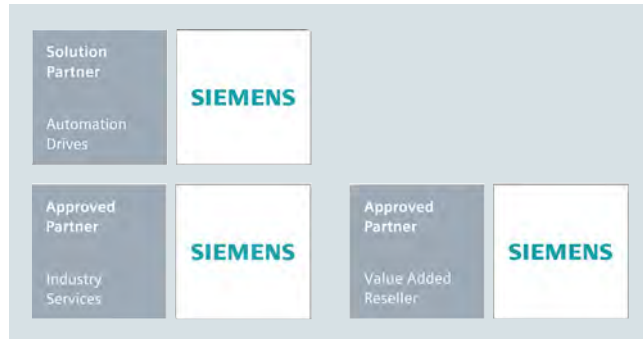 Solution
Partner
Automation
Drives
SIEMENS
Approved
Partner
Industry
Services
SIEMENS
Approved
Partner
Value Added
Reseller
SIEMENS